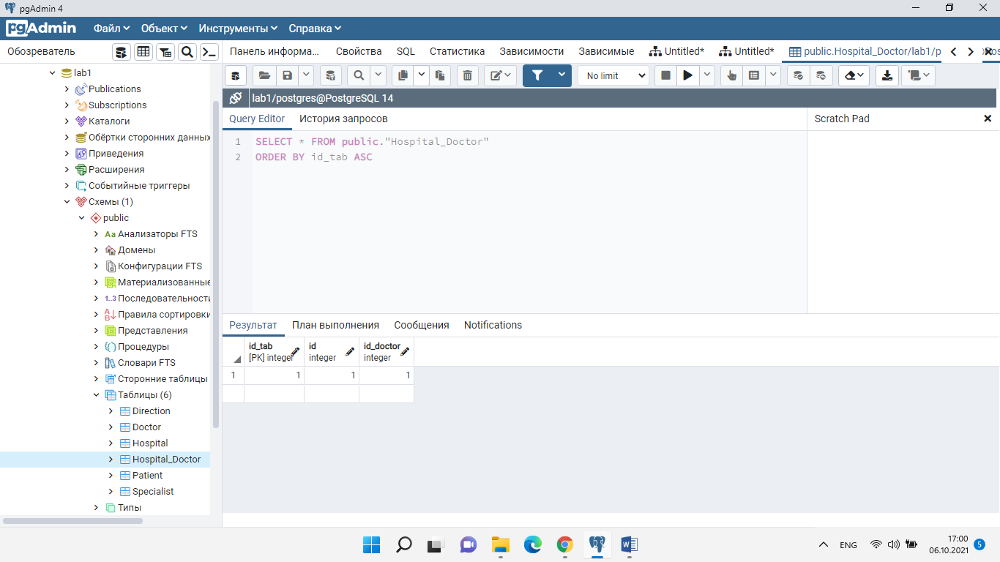 pgAdmin 4
pgAdmin Файл Объект Инструменты Справка
Обозреватель
Панель информа... Свойства SQL Статистика Зависимости Зависимые Untitled* Untitled* public.Hospital_Doctor/lab1/p
No limit
lab1/postgres@PostgreSQL 14
Query Editor История запросов
Scratch Pad
1 SELECT * FROM public."Hospital_Doctor"
2 ORDER BY id_tab ASC
lab1
Publications
Subscriptions
Каталоги
Обёртки сторонних данных
Приведения
Расширения
Событийные триггеры
Схемы (1)
public
Aa Анализаторы FTS
Домены
Конфигурации FTS
Материализованные
1..3 Последовательности
Правила сортировки
Представления
Процедуры
Словари FTS
Сторонние таблицы
Таблицы (6)
Direction
Doctor
Hospital
Hospital_Doctor
Patient
Specialist
Типы
Результат План выполнения Сообщения Notifications
id_tab id id_doctor
[PK] integer integer integer
1 1 1 1
ENG
17:00
06.10.2021
5